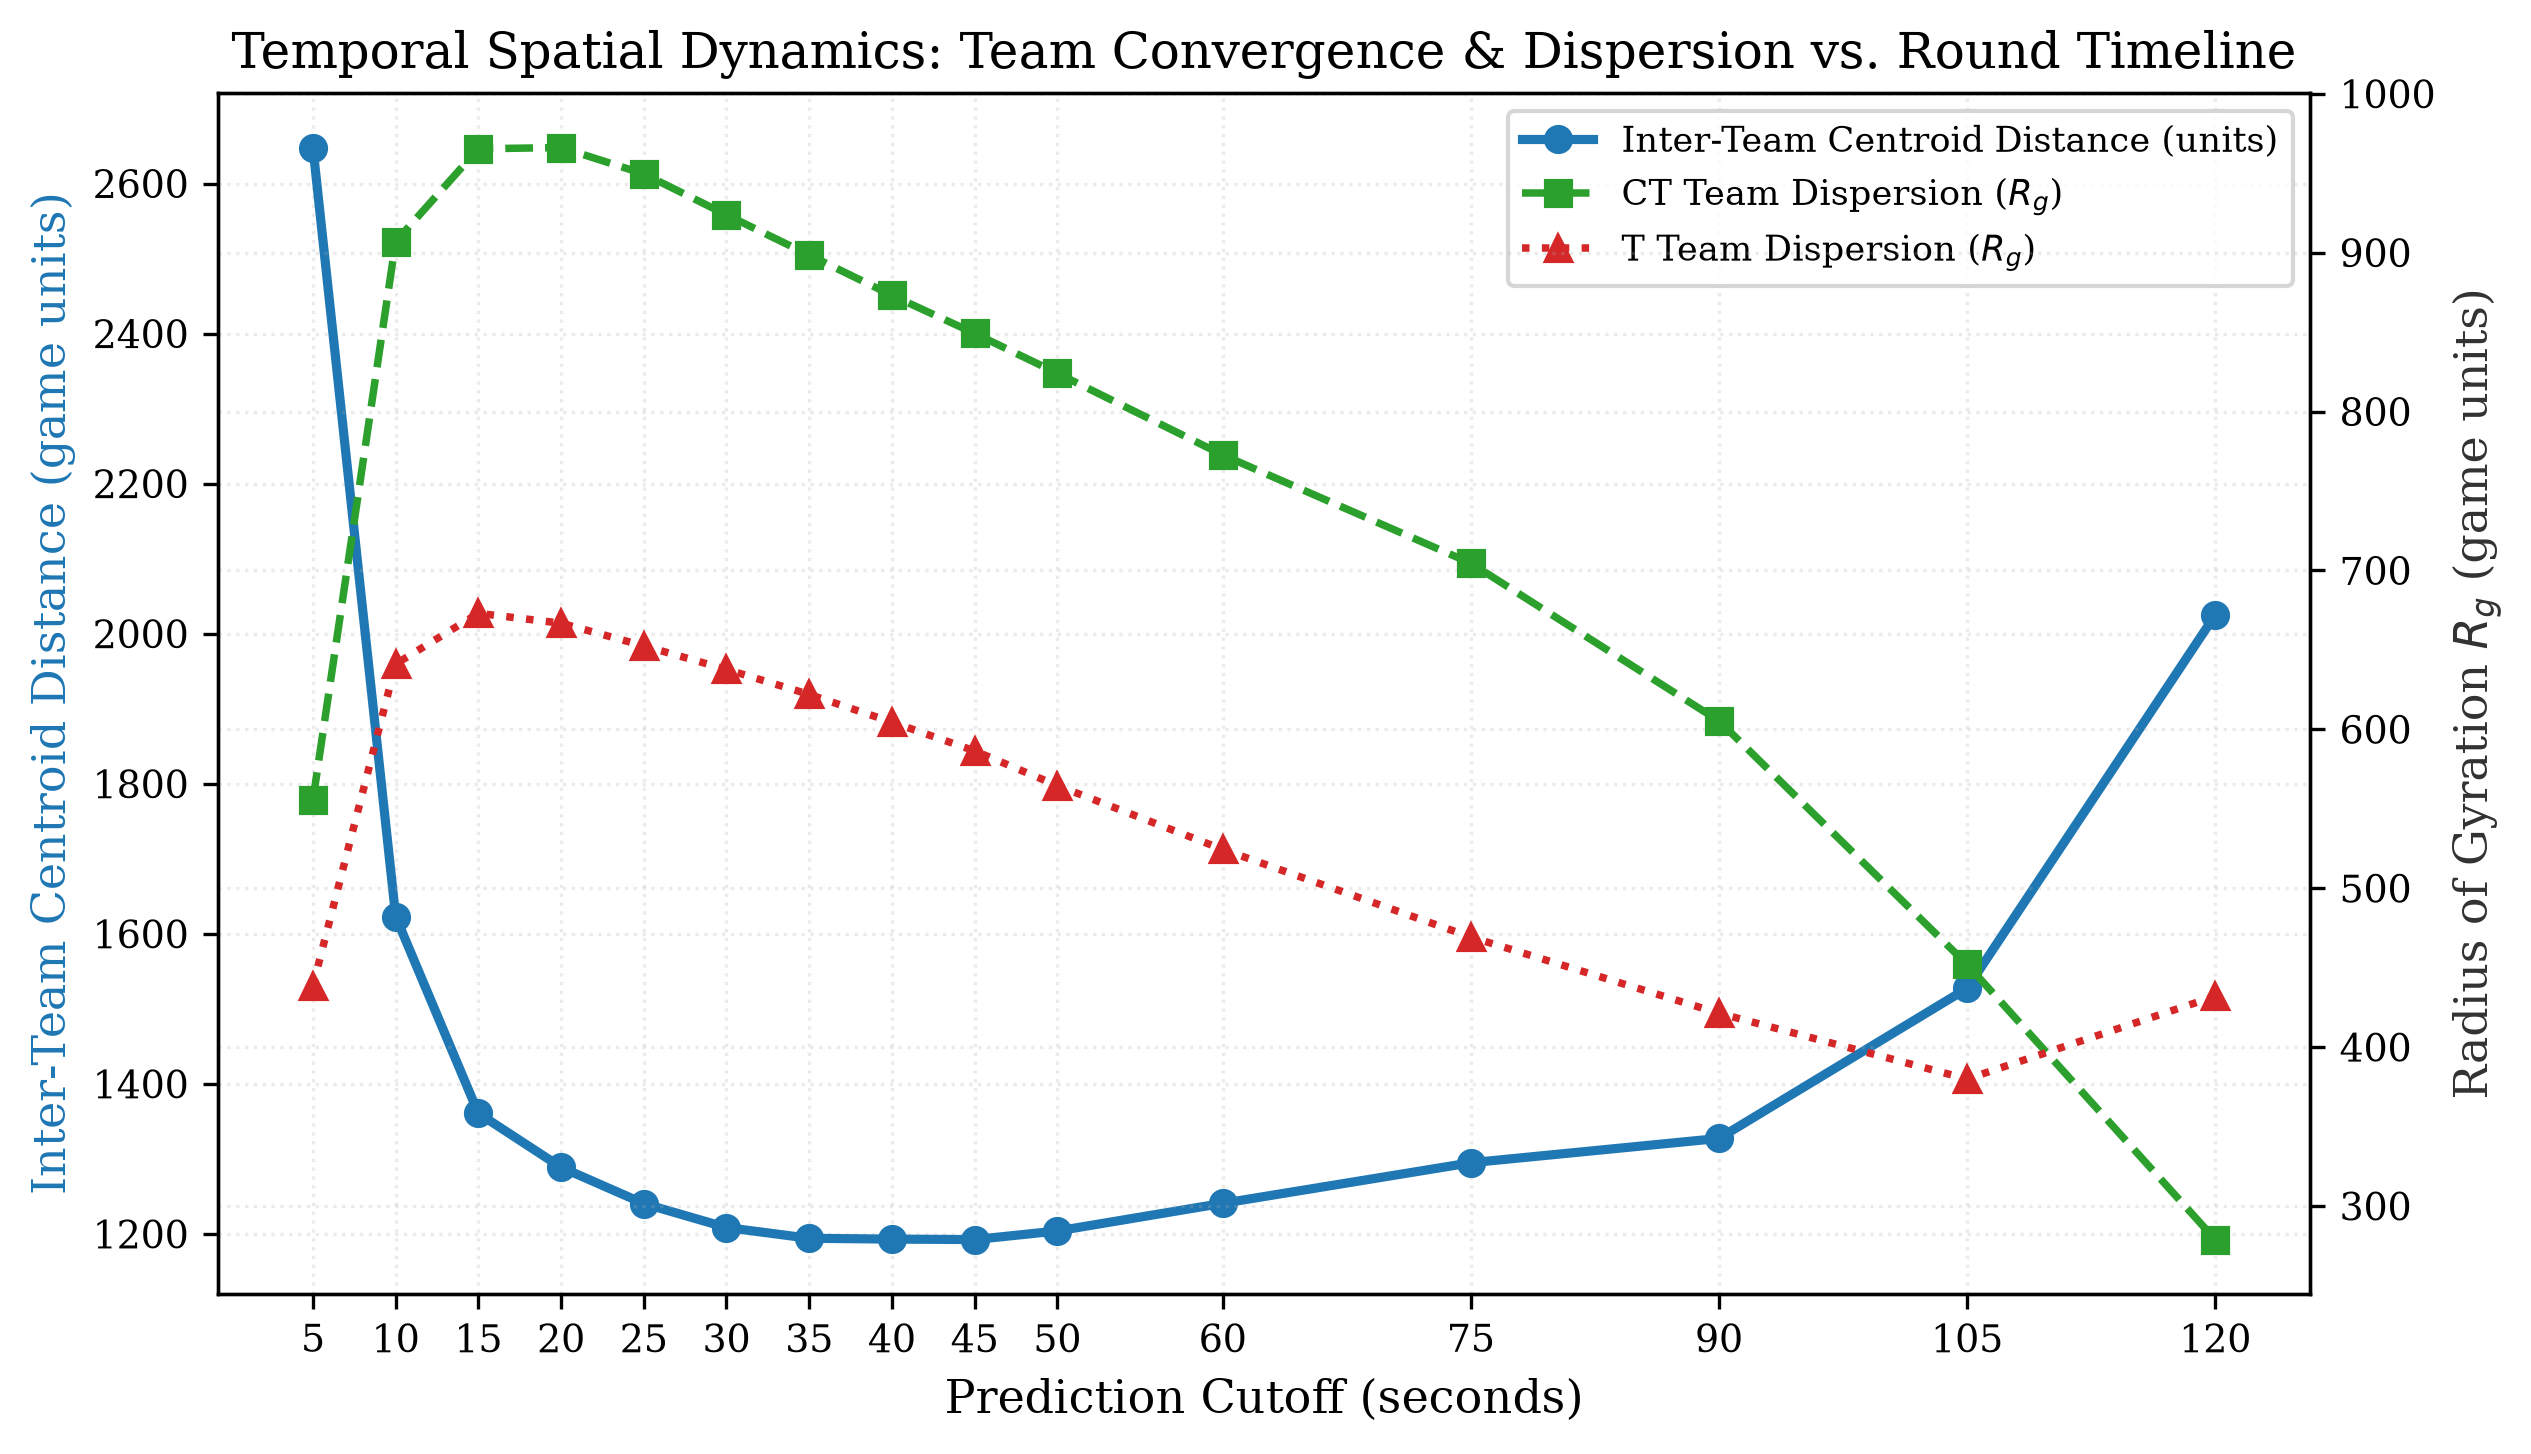 Temporal Spatial Dynamics: Team Convergence & Dispersion vs. Round Timeline
Inter-Team Centroid Distance (units)
CT Team Dispersion (R_g)
T Team Dispersion (R_g)
Inter-Team Centroid Distance (game units)
2600
2400
2200
2000
1800
1600
1400
1200
1000
900
800
700
600
500
400
300
Radius of Gyration R_g (game units)
5 10 15 20 25 30 35 40 45 50 60 75 90 105 120
Prediction Cutoff (seconds)